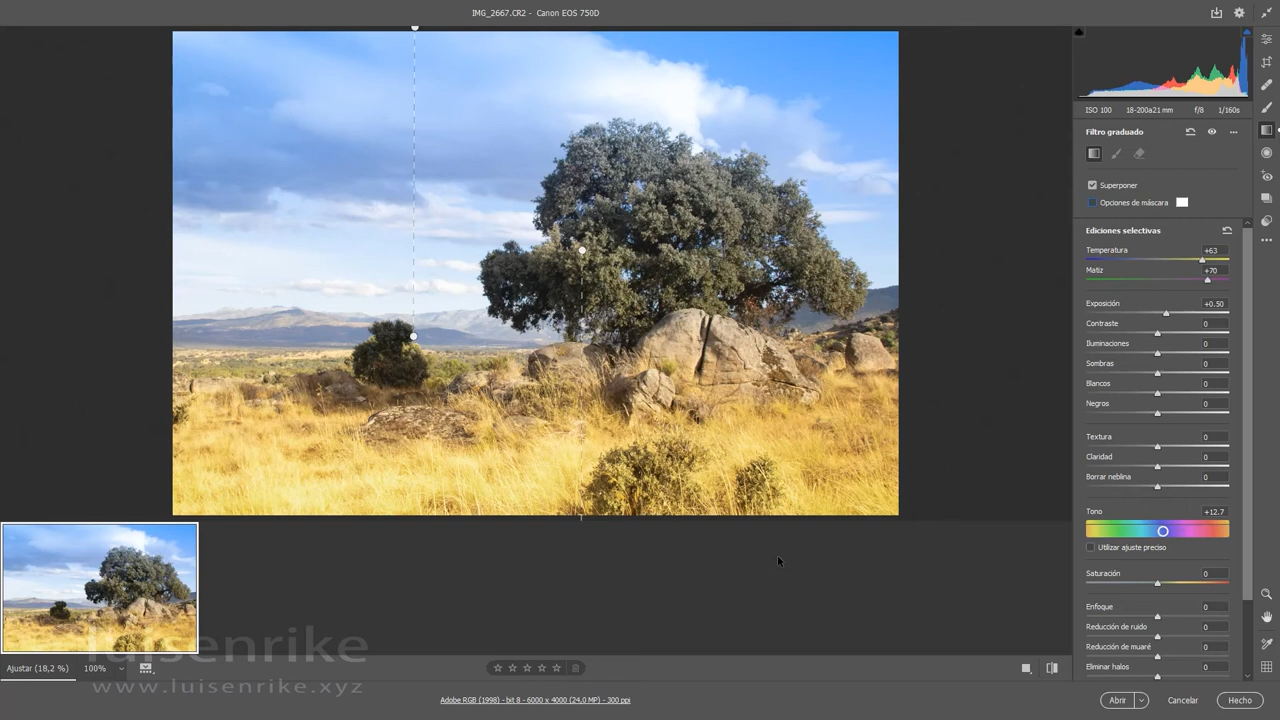 IMG_2667.CR2 - Canon EOS 750D
ISO 100 18-200a21 mm f/8 1/160s
Filtro graduado
Superponer
Opciones de máscara
Ediciones selectivas
Temperatura +63
Matiz +70
Exposición +0.50
Contraste 0
Iluminaciones 0
Sombras 0
Blancos 0
Negros 0
Textura 0
Claridad 0
Borrar neblina 0
Tono +12.7
Utilizar ajuste preciso
Saturación 0
Enfoque 0
Reducción de ruido 0
Reducción de muaré 0
Eliminar halos 0
luisenrike
Ajustar (18,2 %) 100%
www.luisenrike.xyz
Adobe RGB (1998) - bit 8 - 6000 x 4000 (24,0 MP) - 300 ppi
Abrir Cancelar Hecho